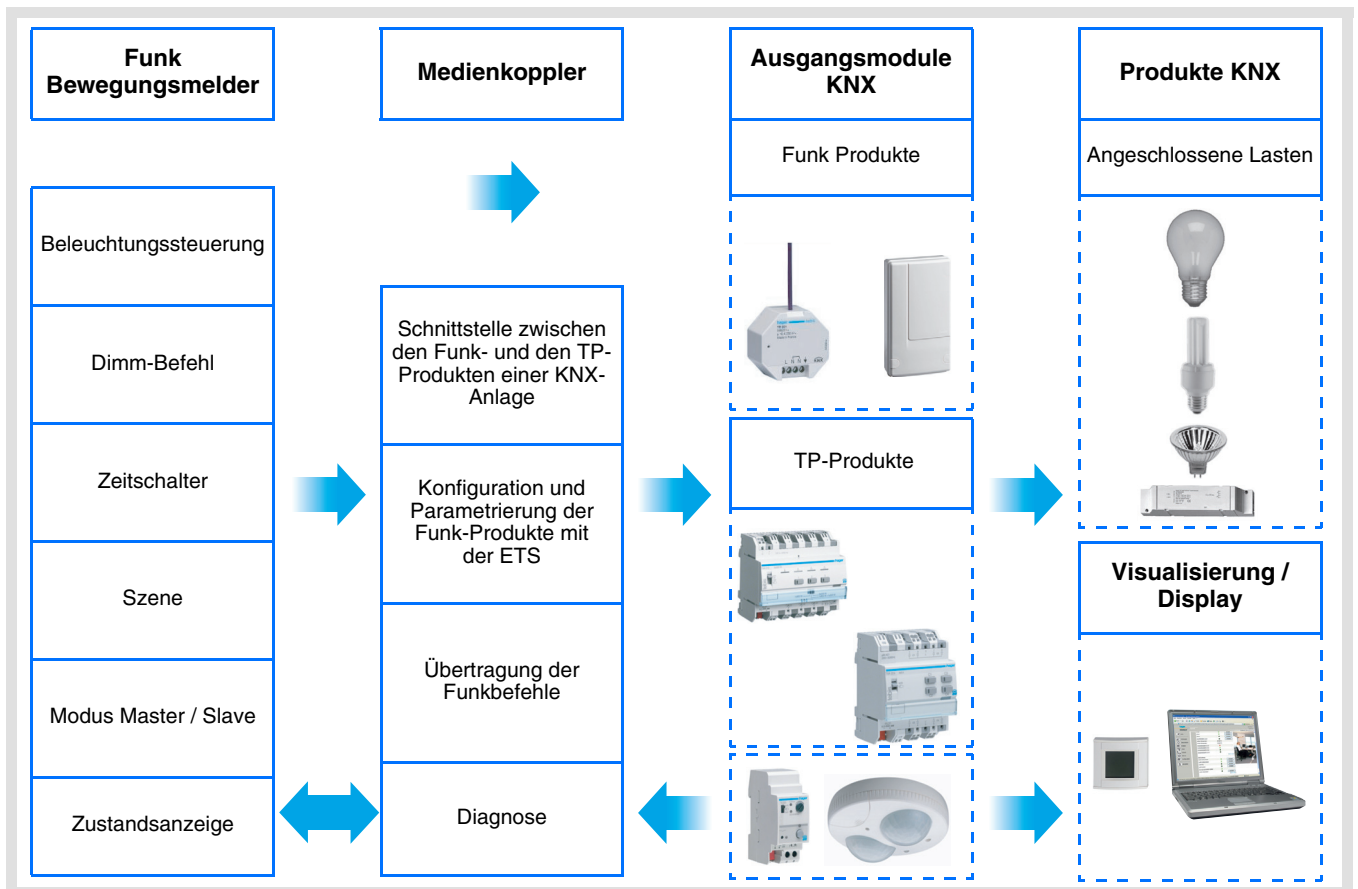 Funk
Bewegungsmelder
Medienkoppler
Ausgangsmodule
KNX
Produkte KNX
Funk Produkte
Angeschlossene Lasten
Beleuchtungssteuerung
Dimm-Befehl
Zeitschalter
Szene
Modus Master / Slave
Zustandsanzeige
Schnittstelle zwischen
den Funk- und den TP-
Produkten einer KNX-
Anlage
Konfiguration und
Parametrierung der
Funk-Produkte mit
der ETS
Übertragung der
Funkbefehle
Diagnose
L N N
TP-Produkte
Visualisierung /
Display